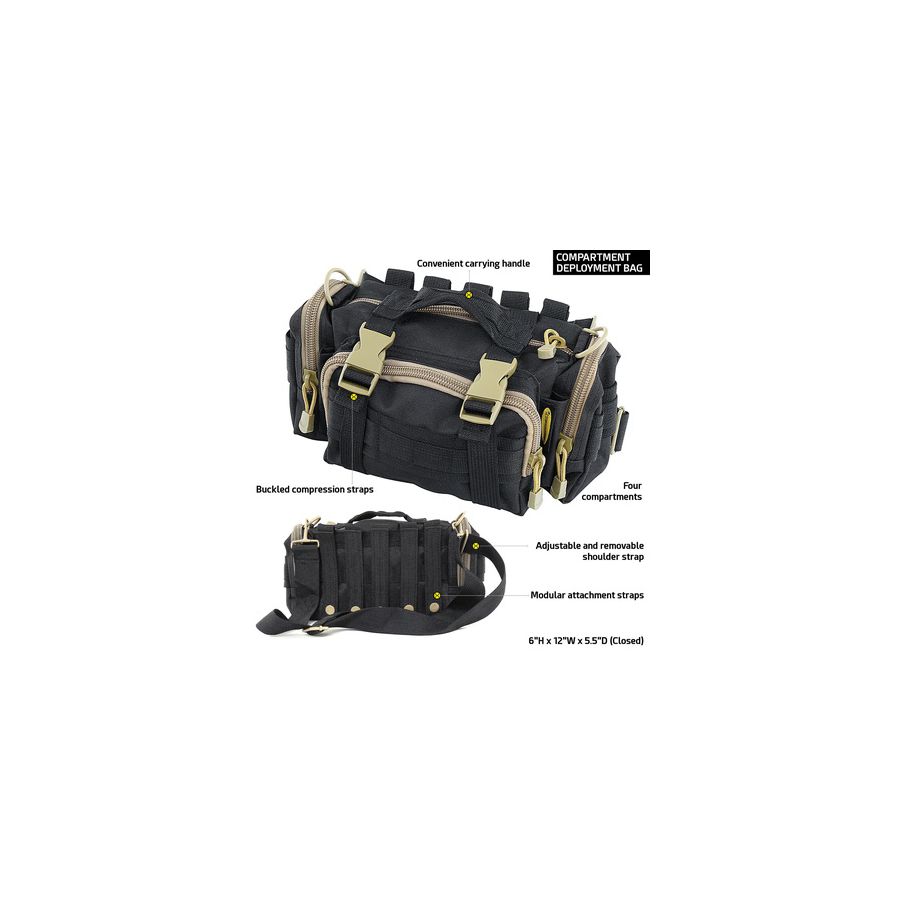 COMPARTMENT
DEPLOYMENT BAG
Convenient carrying handle
Buckled compression straps
Four
compartments
Adjustable and removable
shoulder strap
Modular attachment straps
6"H x 12"W x 5.5"D (Closed)